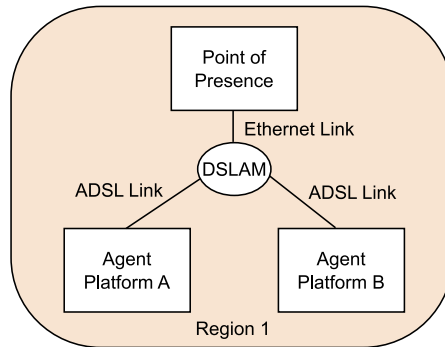 Point of
Presence
Ethernet Link
DSLAM
ADSL Link
ADSL Link
Agent
Platform A
Agent
Platform B
Region 1